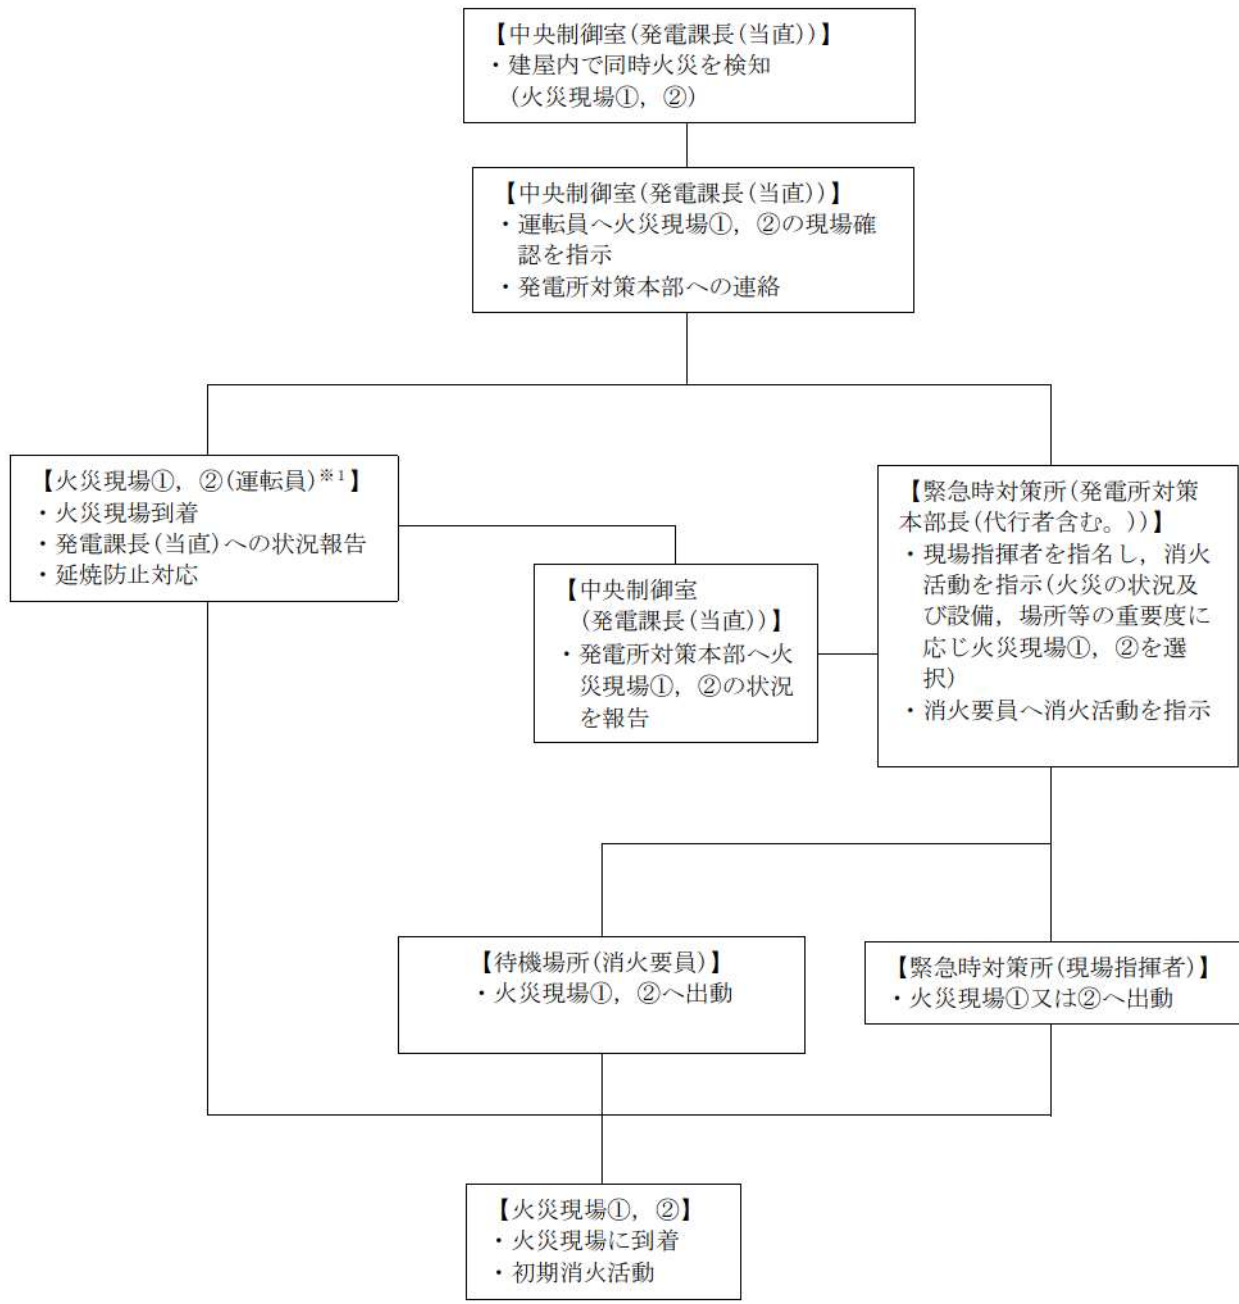 【中央制御室(発電課長(当直))】
・建屋内で同時火災を検知
(火災現場①，②)
【中央制御室(発電課長(当直))】
・運転員へ火災現場①，②の現場確
認を指示
・発電所対策本部への連絡
【火災現場①，②(運転員)※1】
・火災現場到着
・発電課長(当直)への状況報告
・延焼防止対応
【中央制御室
(発電課長(当直))】
・発電所対策本部へ火
災現場①，②の状況
を報告
【緊急時対策所(発電所対策
本部長(代行者含む。))】
・現場指揮者を指名し，消火
活動を指示(火災の状況及
び設備，場所等の重要度に
応じ火災現場①，②を選
択)
・消火要員へ消火活動を指示
【待機場所(消火要員)】
・火災現場①，②へ出動
【緊急時対策所(現場指揮者)】
・火災現場①又は②へ出動
【火災現場①，②】
・火災現場に到着
・初期消火活動